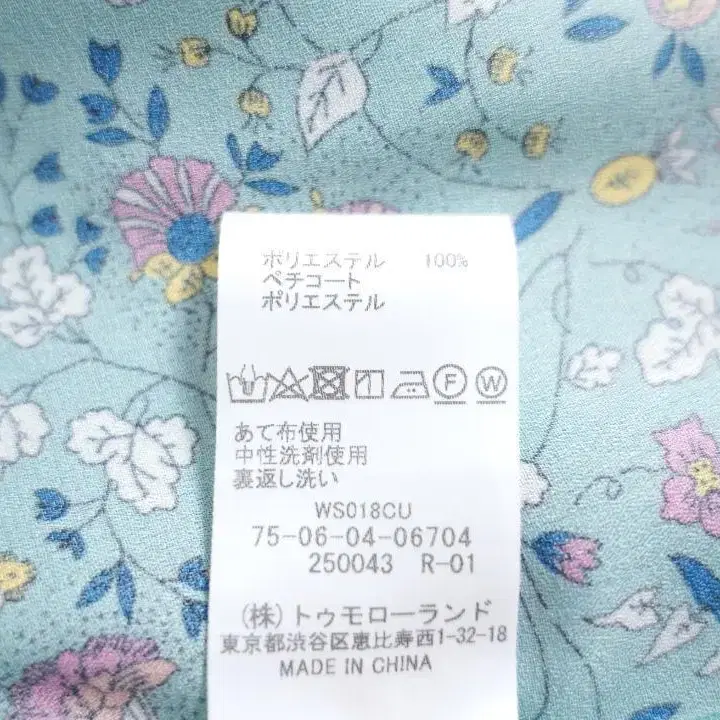 ポリエステル 100%
ペチコート
ポリエステル
F W
あて布使用
中性洗剤使用
裏返し洗い
WS018CU
75-06-04-06704
250043 R-01
(株)トゥモローランド
東京都渋谷区恵比寿西1-32-18
MADE IN CHINA